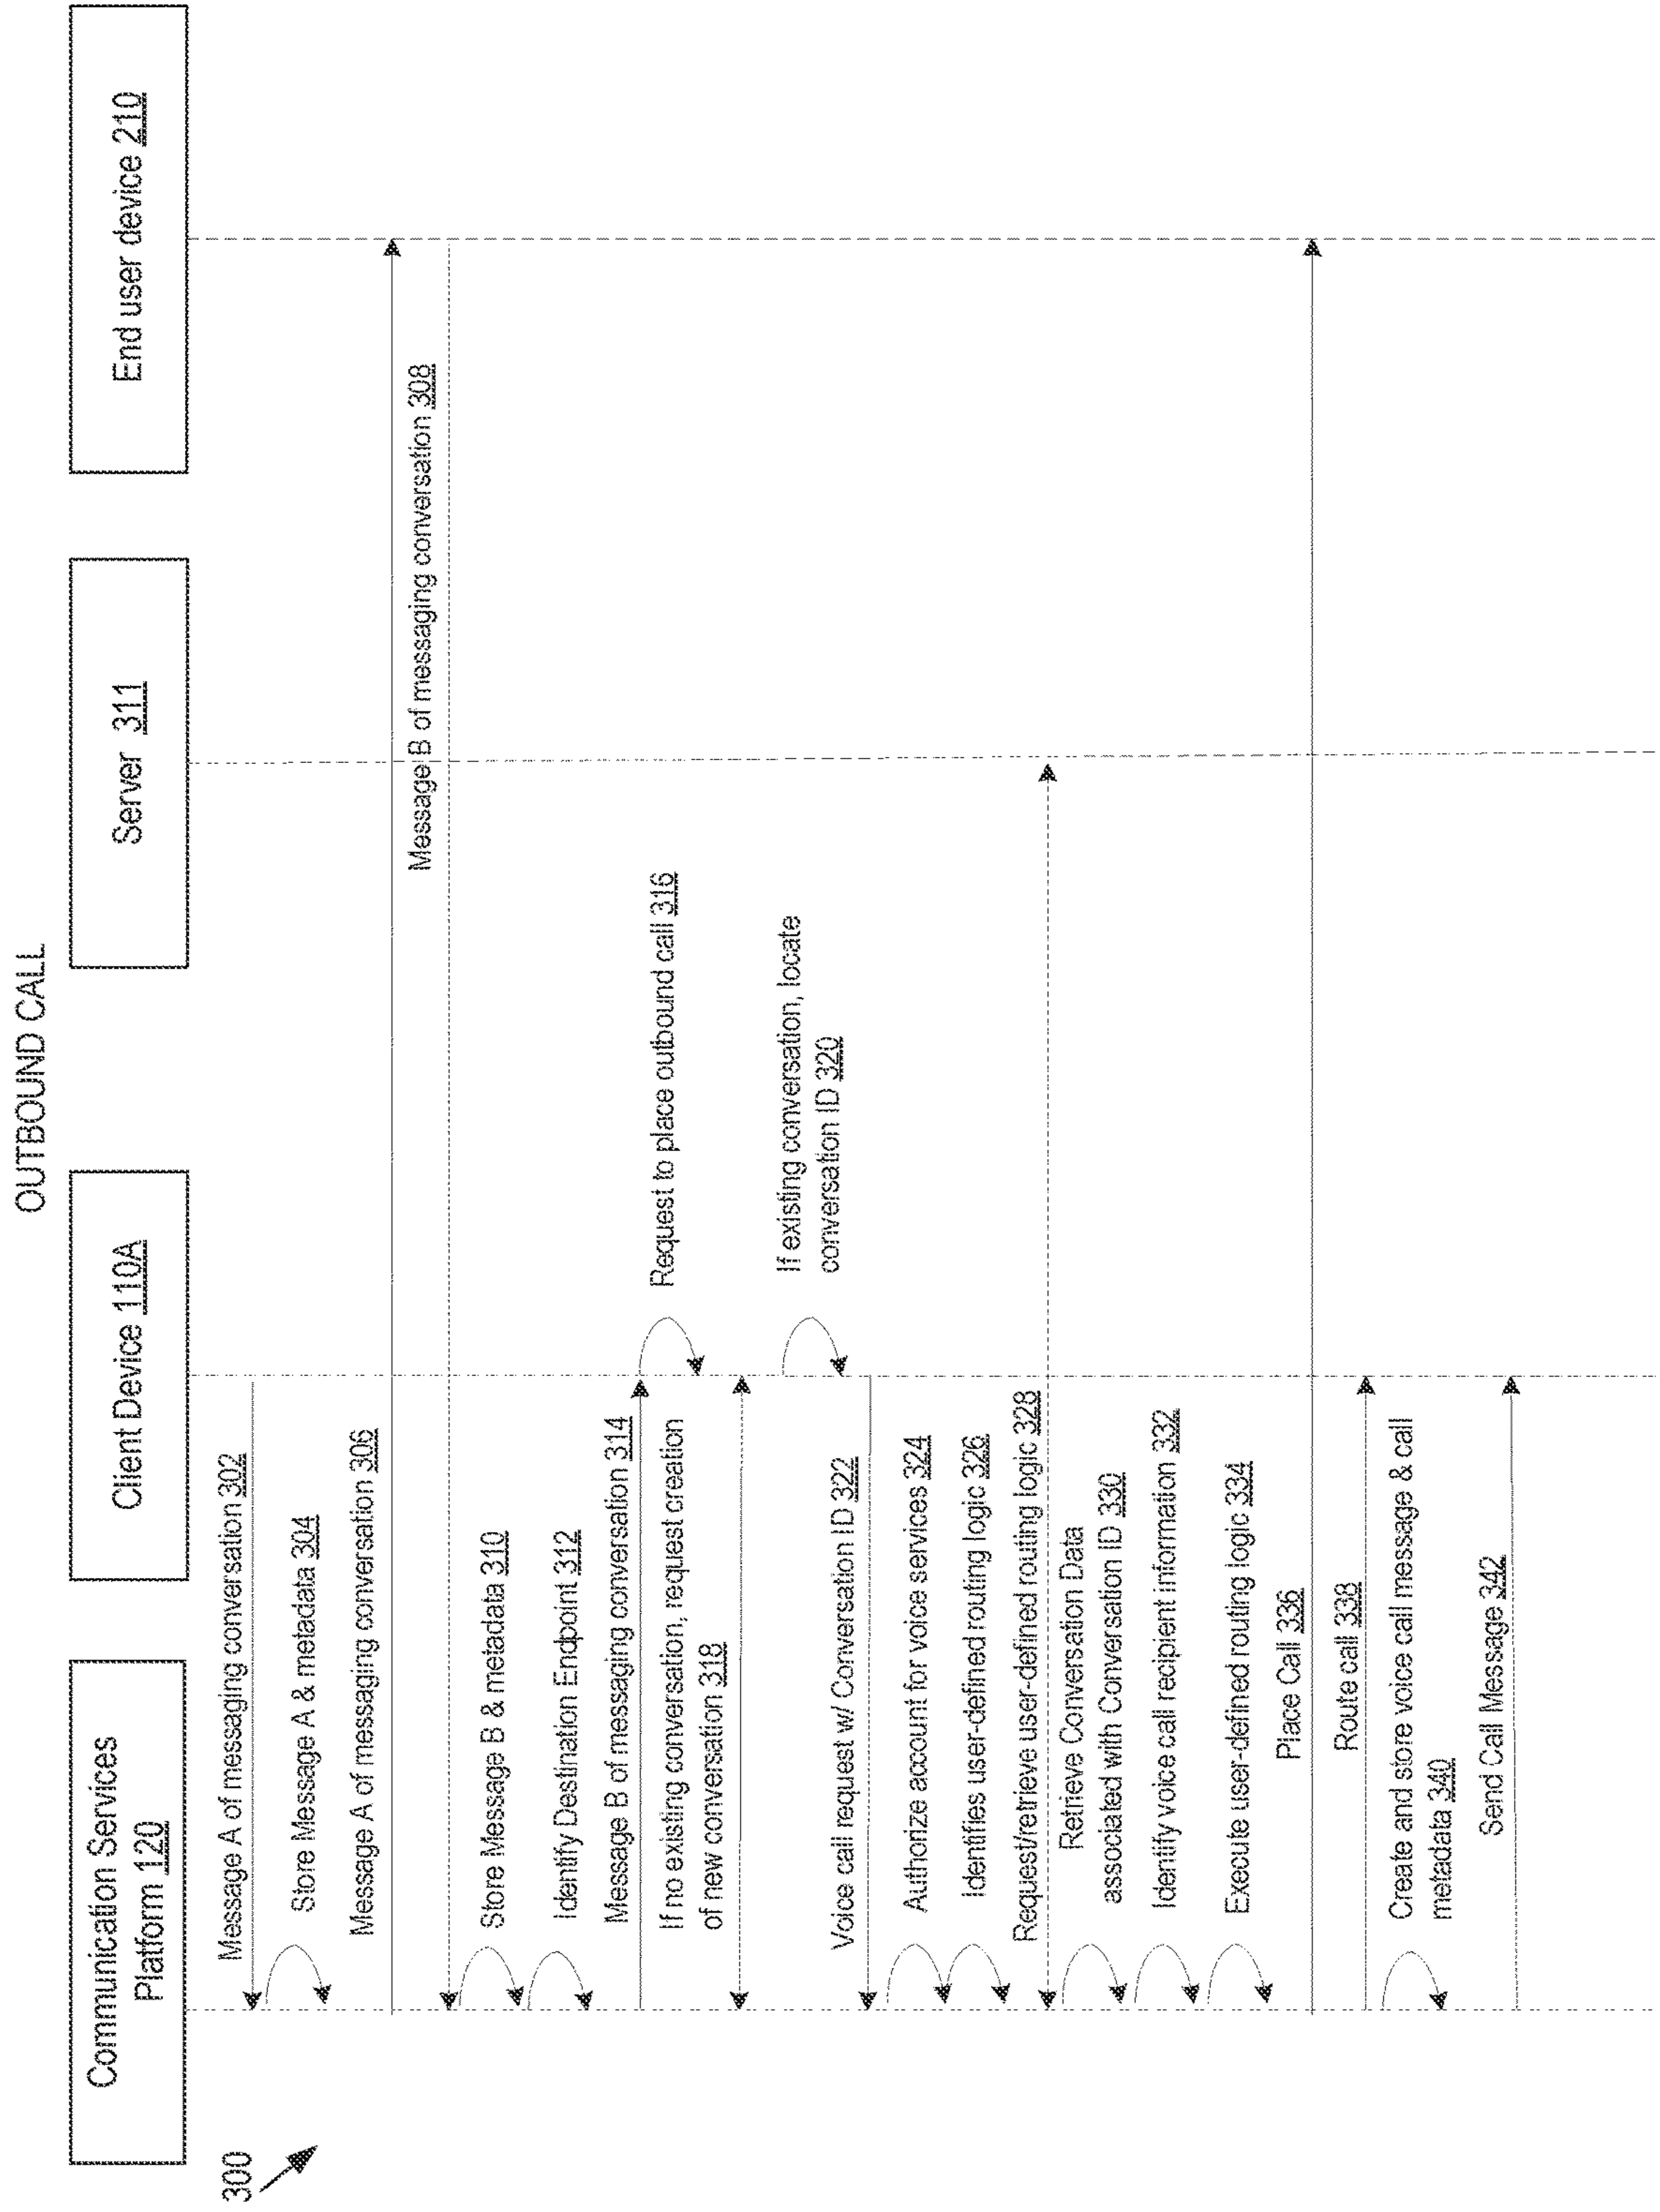 OUTBOUND CALL
Communication Services
Platform 120
Client Device 110A
Server 311
End user device 210
300
Message A of messaging conversation 302
Store Message A & metadata 304
Message A of messaging conversation 306
Message B of messaging conversation 308
Store Message B & metadata 310
Identify Destination Endpoint 312
Message B of messaging conversation 314
Request to place outbound call 316
If no existing conversation, request creation
of new conversation 318
If existing conversation, locate
conversation ID 320
Voice call request w/ Conversation ID 322
Authorize account for voice services 324
Identifies user-defined routing logic 326
Request/retrieve user-defined routing logic 328
Retrieve Conversation Data
associated with Conversation ID 330
Identify voice call recipient information 332
Execute user-defined routing logic 334
Place Call 336
Route call 338
Create and store voice call message & call
metadata 340
Send Call Message 342